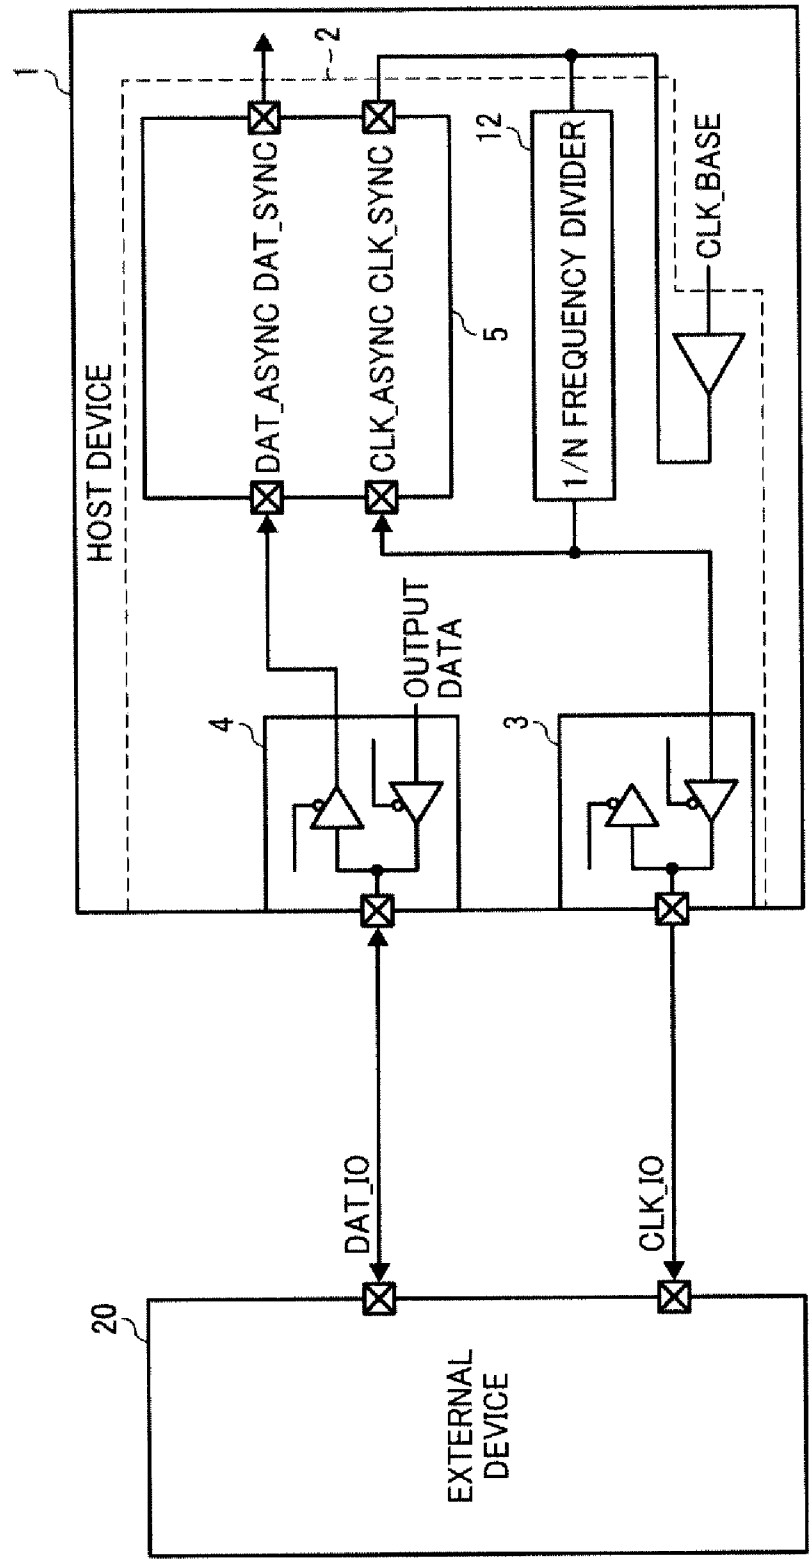 1
HOST DEVICE
2
DAT_ASYNC DAT_SYNC
CLK_ASYNC CLK_SYNC
5
12
1/N FREQUENCY DIVIDER
CLK_BASE
4
OUTPUT
DATA
3
DAT_IO
CLK_IO
20
EXTERNAL
DEVICE